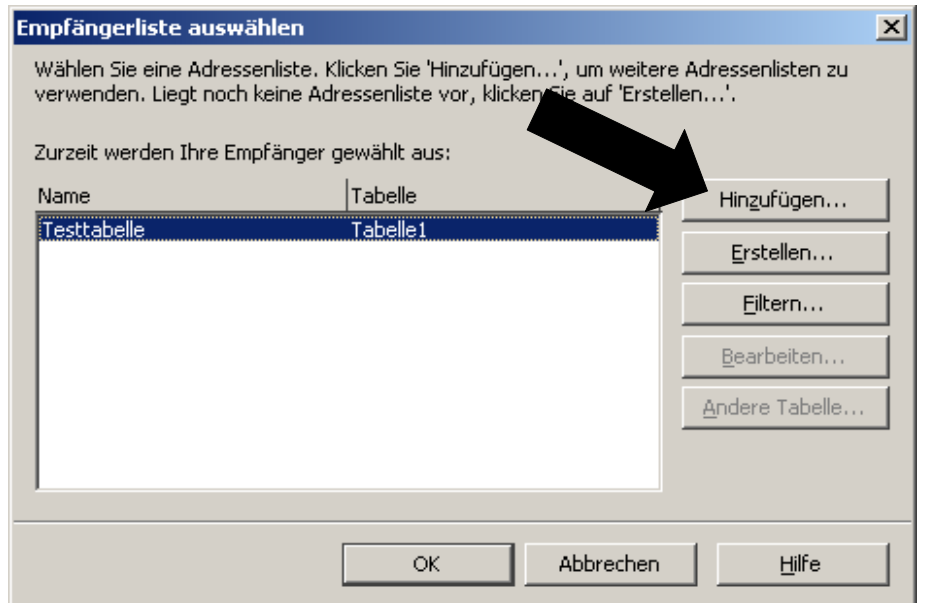 Empfängerliste auswählen
Wählen Sie eine Adressenliste. Klicken Sie 'Hinzufügen...', um weitere Adressenlisten zu
verwenden. Liegt noch keine Adressenliste vor, klicken Sie auf 'Erstellen...'.
Zurzeit werden Ihre Empfänger gewählt aus:
Name Tabelle
Testtabelle Tabelle1
Hinzufügen...
Erstellen...
Filtern...
Bearbeiten...
Andere Tabelle...
OK Abbrechen Hilfe